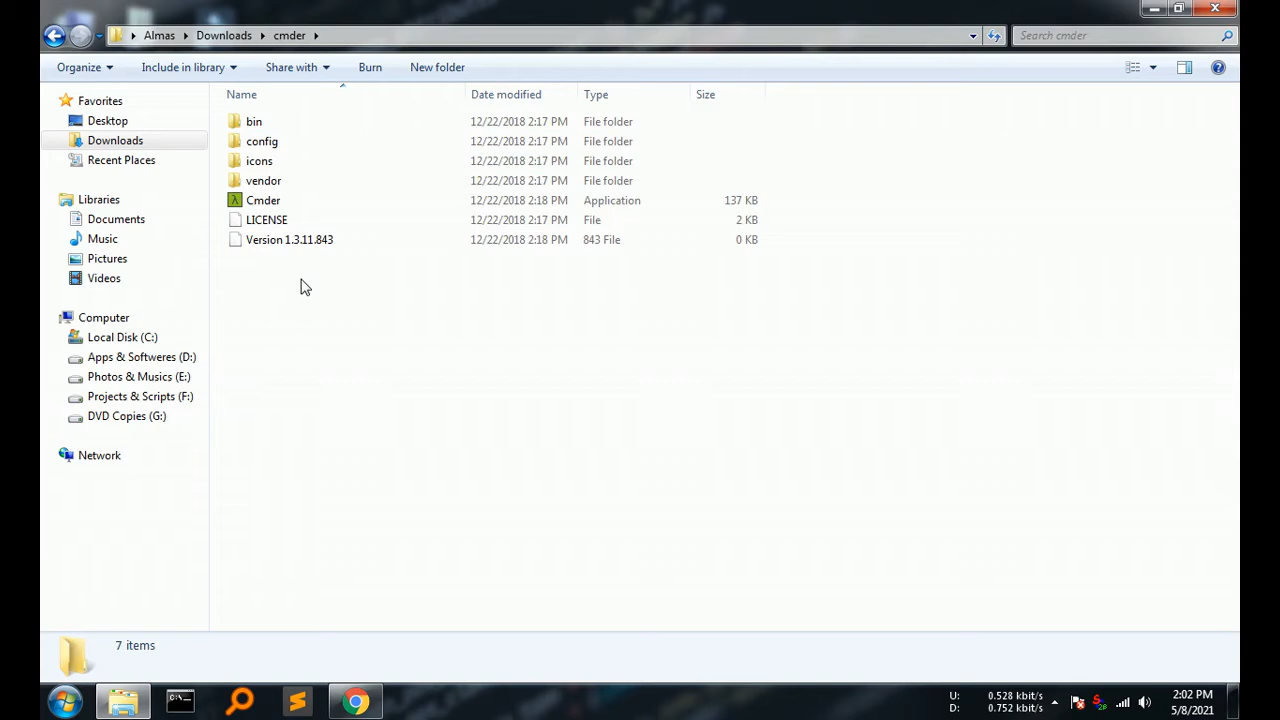 Almas Downloads cmder Search cmder
Organize Include in library Share with Burn New folder
Name Date modified Type Size
Favorites
Desktop
Downloads
Recent Places
Libraries
Documents
Music
Pictures
Videos
Computer
Local Disk (C:)
Apps & Softweres (D:)
Photos & Musics (E:)
Projects & Scripts (F:)
DVD Copies (G:)
Network
bin 12/22/2018 2:17 PM File folder
config 12/22/2018 2:17 PM File folder
icons 12/22/2018 2:17 PM File folder
vendor 12/22/2018 2:17 PM File folder
Cmder 12/22/2018 2:18 PM Application 137 KB
LICENSE 12/22/2018 2:17 PM File 2 KB
Version 1.3.11.843 12/22/2018 2:18 PM 843 File 0 KB
7 items
U: 0.528 kbit/s
D: 0.752 kbit/s
2:02 PM
5/8/2021